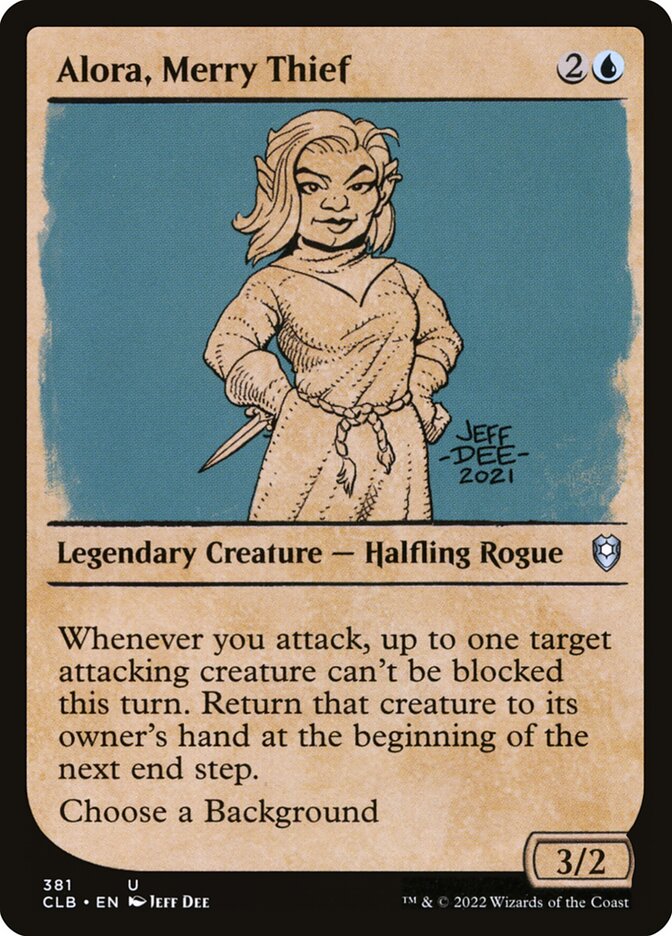 Alora, Merry Thief 2
JEFF
-DEE-
2021
Legendary Creature — Halfling Rogue
Whenever you attack, up to one target
attacking creature can't be blocked
this turn. Return that creature to its
owner's hand at the beginning of the
next end step.
Choose a Background
3/2
381 U
CLB • EN Jeff Dee
™ & © 2022 Wizards of the Coast